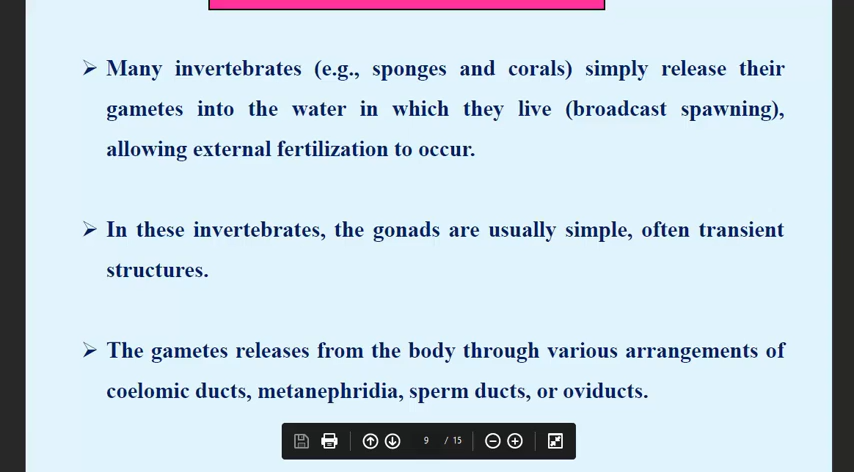 Many invertebrates (e.g., sponges and corals) simply release their
gametes into the water in which they live (broadcast spawning),
allowing external fertilization to occur.
In these invertebrates, the gonads are usually simple, often transient
structures.
The gametes releases from the body through various arrangements of
coelomic ducts, metanephridia, sperm ducts, or oviducts.
9 / 15